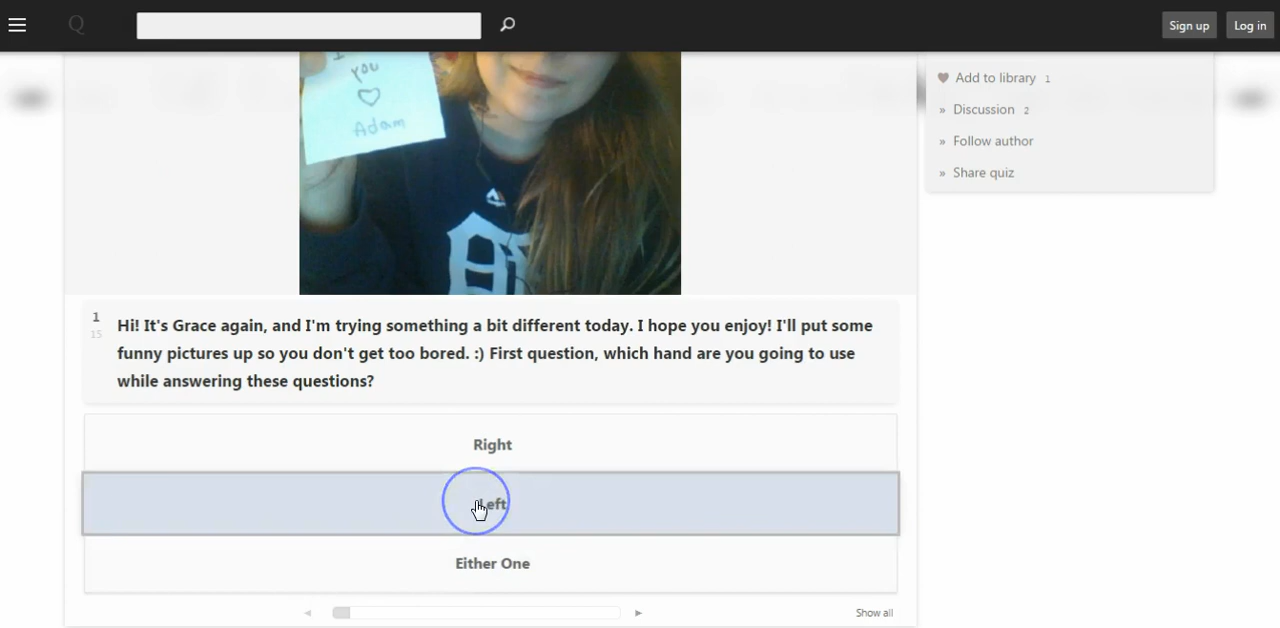 Q
Sign up
Log in
you
Adam
Add to library 1
» Discussion 2
» Follow author
» Share quiz
1
15
Hi! It's Grace again, and I'm trying something a bit different today. I hope you enjoy! I'll put some
funny pictures up so you don't get too bored. :) First question, which hand are you going to use
while answering these questions?
Right
Left
Either One
Show all